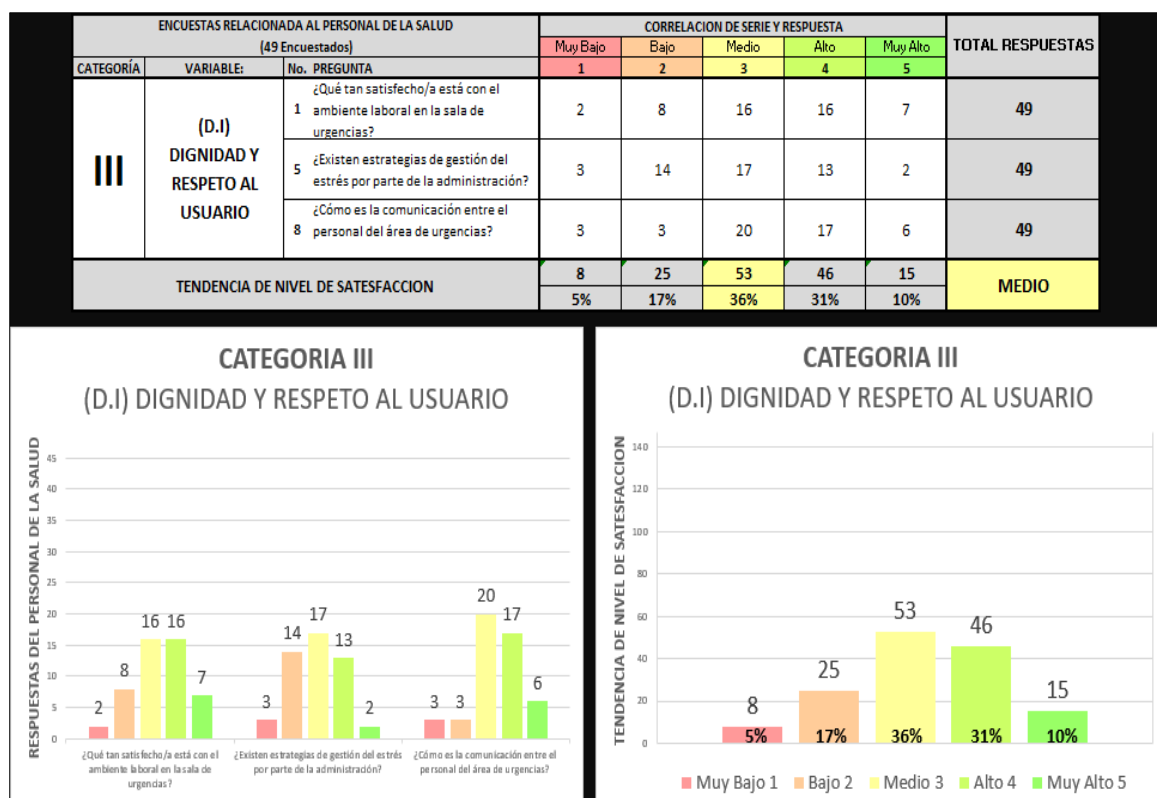 ENCUESTAS RELACIONADA AL PERSONAL DE LA SALUD
(49 Encuestados)
CORRELACION DE SERIE Y RESPUESTA
TOTAL RESPUESTAS
Muy Bajo Bajo Medio Alto Muy Alto
CATEGORÍA VARIABLE: No. PREGUNTA 1 2 3 4 5
III
(D.I)
DIGNIDAD Y
RESPETO AL
USUARIO
1 ¿Qué tan satisfecho/a está con el
ambiente laboral en la sala de
urgencias?
2 8 16 16 7 49
5 ¿Existen estrategias de gestión del
estrés por parte de la administración?
3 14 17 13 2 49
8 ¿Cómo es la comunicación entre el
personal del área de urgencias?
3 3 20 17 6 49
TENDENCIA DE NIVEL DE SATESFACCION
8 25 53 46 15
5% 17% 36% 31% 10%
MEDIO
CATEGORIA III
(D.I) DIGNIDAD Y RESPETO AL USUARIO
RESPUESTAS DEL PERSONAL DE LA SALUD
45
40
35
30
25
20
15
10
5
0
2 8 16 16 7
3 14 17 13 2
3 3 20 17 6
¿Qué tan satisfecho/a está con el
ambiente laboral en la sala de
urgencias?
¿Existen estrategias de gestión del estrés
por parte de la administración?
¿Cómo es la comunicación entre el
personal del área de urgencias?
CATEGORIA III
(D.I) DIGNIDAD Y RESPETO AL USUARIO
TENDENCIA DE NIVEL DE SATESFACCION
140
120
100
80
60
40
20
0
8 25 53 46 15
5% 17% 36% 31% 10%
Muy Bajo 1 Bajo 2 Medio 3 Alto 4 Muy Alto 5